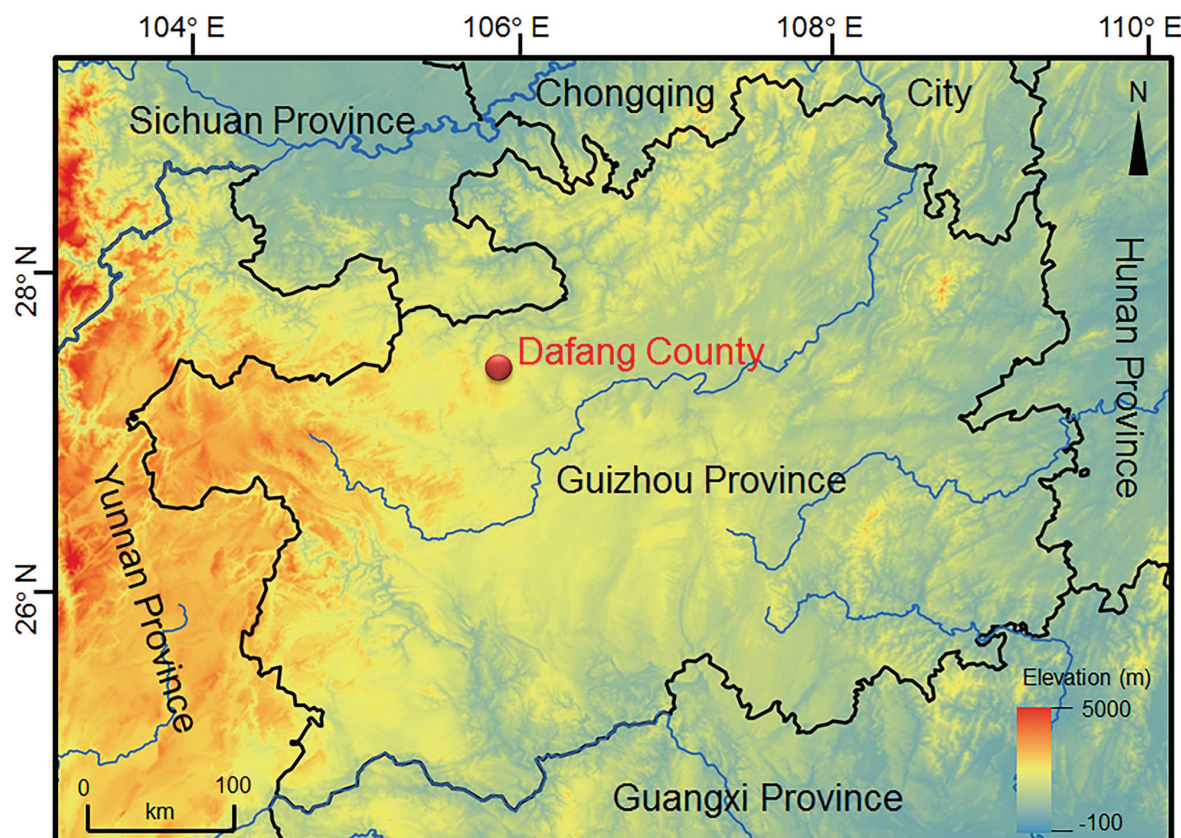 104° E
106° E
108° E
110° E
Chongqing
City
Sichuan Province
N
28° N
Hunan Province
Dafang County
Guizhou Province
Yunnan Province
26° N
Elevation (m)
5000
-100
0
100
km
Guangxi Province